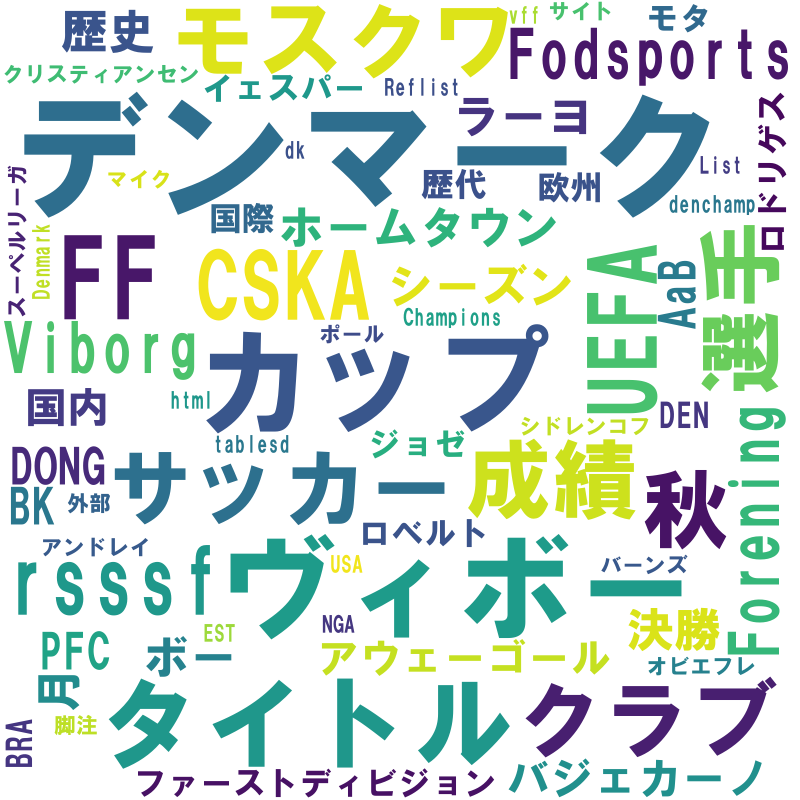 歴史
モスクワ
vff
サイト
モタ
Fodsports
クリスティアンセン
イェスパー
Reflist
デンマーク
ラーヨ
ロドリゲス
dk
List
マイク
歴代
欧州
denchamp
スーペルリーガ
Denmark
国際
ホームタウン
FF
CSKA
シーズン
UEFA
AaB
選手
Champions
Viborg
ポール
カップ
国内
html
DEN
シドレンコフ
tablesd
ジョゼ
Forening
DONG
サッカー
成績
秋
BK
外部
ロベルト
アンドレイ
rsssf
ヴィボー
USA
バーンズ
EST
NGA
決勝
PFC
ボー
アウェーゴール
オビエフレ
月
タイトル
クラブ
BRA
脚注
ファーストディビジョン
バジェカーノ